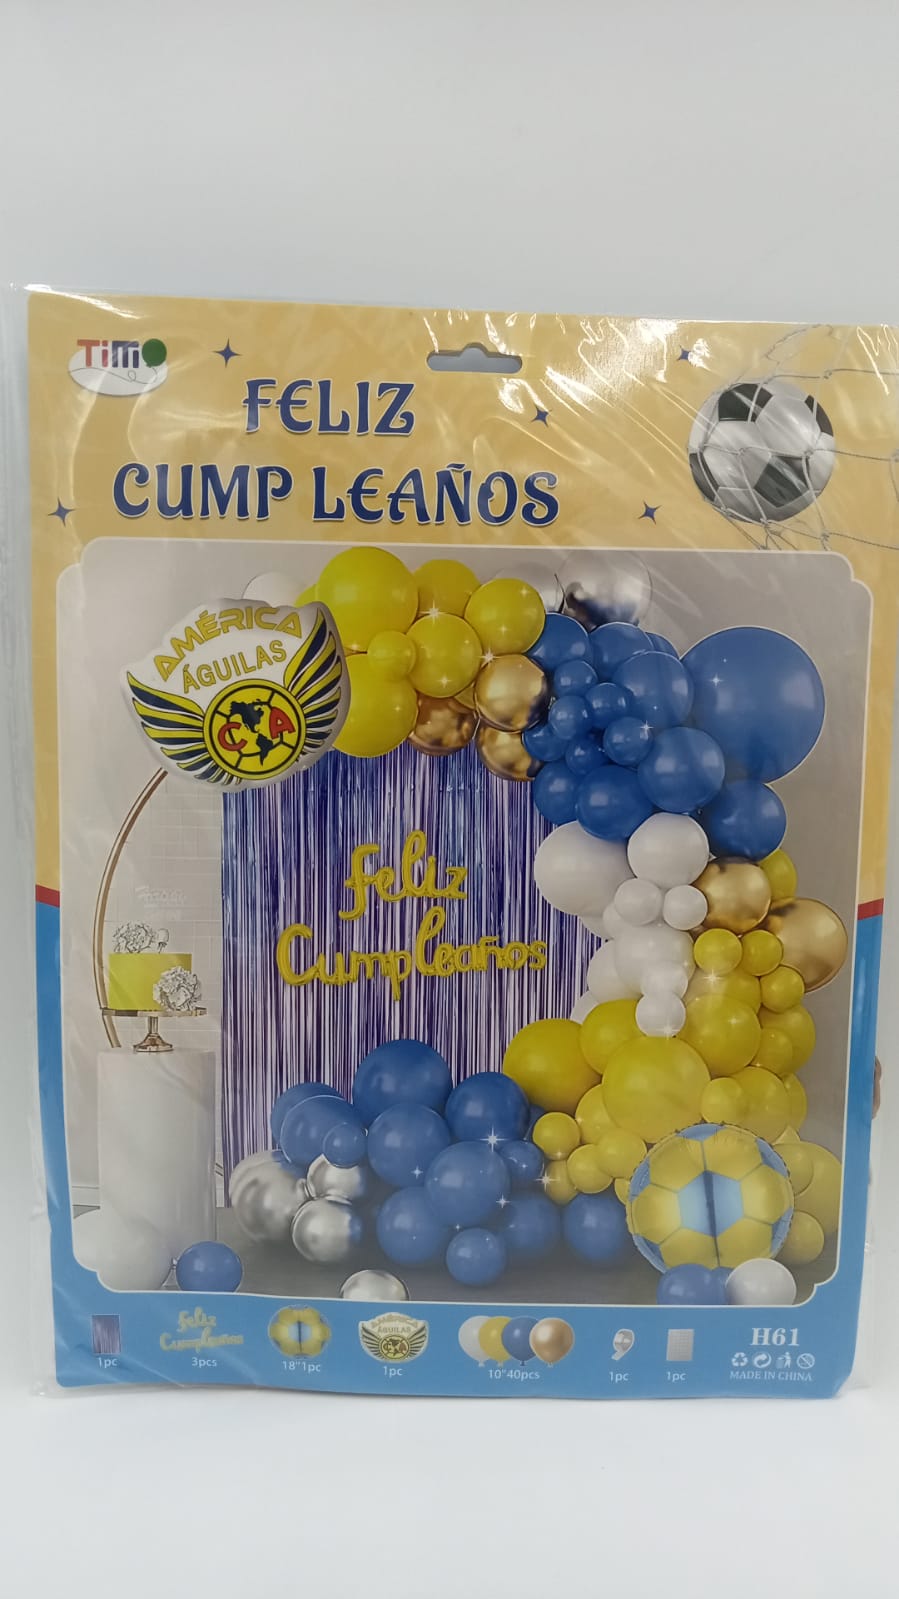 TiMO
FELIZ
CUMP LEAÑOS
AMÉRICA
ÁGUILAS
C A
Feliz
Cumpleaños
Feliz
Cumpleaños
AMÉRICA
ÁGUILAS
C A
1pc
3pcs
18"1pc
1pc
10"40pcs
1pc
1pc
H61
MADE IN CHINA